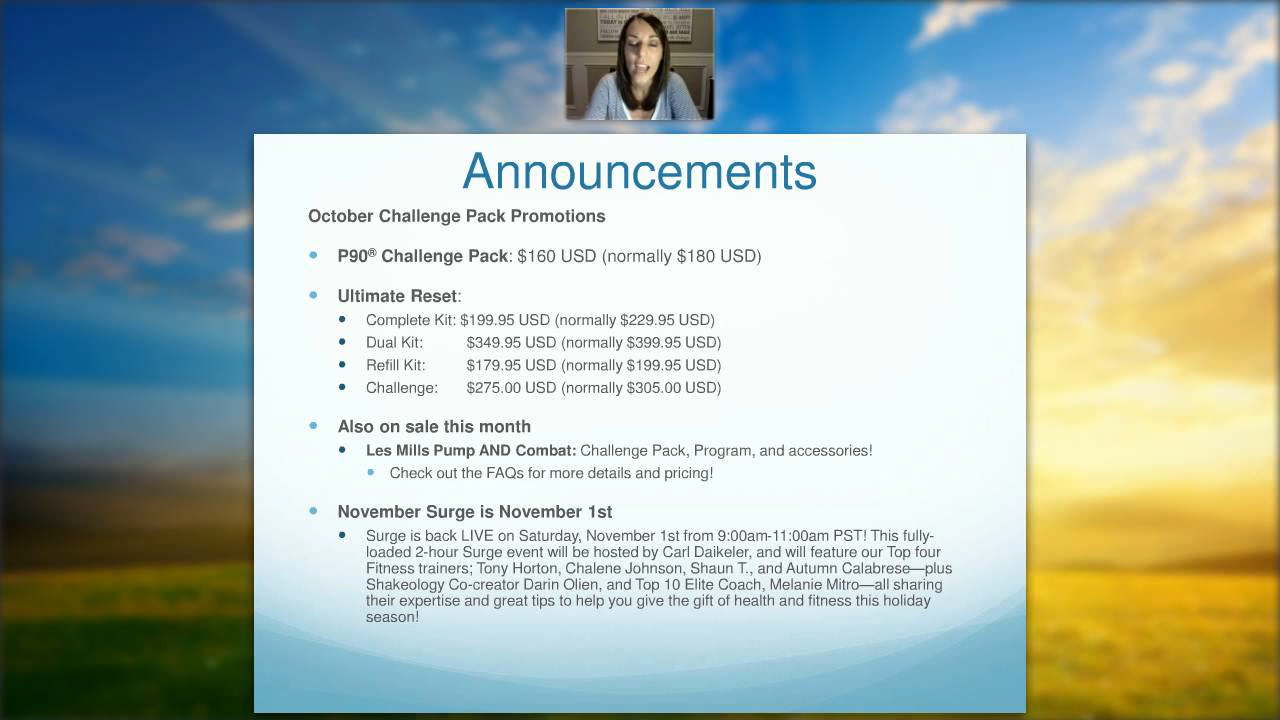 Announcements
October Challenge Pack Promotions
P90® Challenge Pack: $160 USD (normally $180 USD)
Ultimate Reset:
Complete Kit: $199.95 USD (normally $229.95 USD)
Dual Kit: $349.95 USD (normally $399.95 USD)
Refill Kit: $179.95 USD (normally $199.95 USD)
Challenge: $275.00 USD (normally $305.00 USD)
Also on sale this month
Les Mills Pump AND Combat: Challenge Pack, Program, and accessories!
Check out the FAQs for more details and pricing!
November Surge is November 1st
Surge is back LIVE on Saturday, November 1st from 9:00am-11:00am PST! This fully-
loaded 2-hour Surge event will be hosted by Carl Daikeler, and will feature our Top four
Fitness trainers; Tony Horton, Chalene Johnson, Shaun T., and Autumn Calabrese—plus
Shakeology Co-creator Darin Olien, and Top 10 Elite Coach, Melanie Mitro—all sharing
their expertise and great tips to help you give the gift of health and fitness this holiday
season!